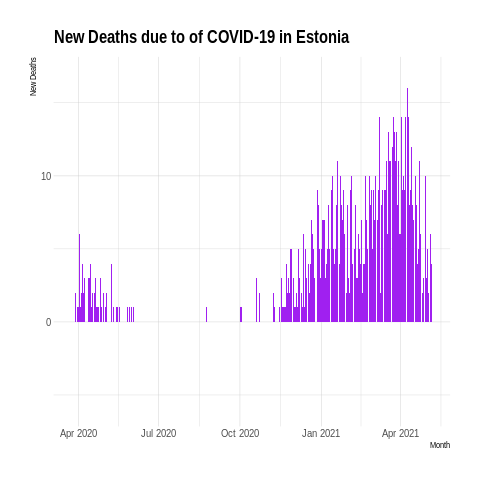 New Deaths due to of COVID-19 in Estonia
New Deaths
10
0
Apr 2020 Jul 2020 Oct 2020 Jan 2021 Apr 2021
Month